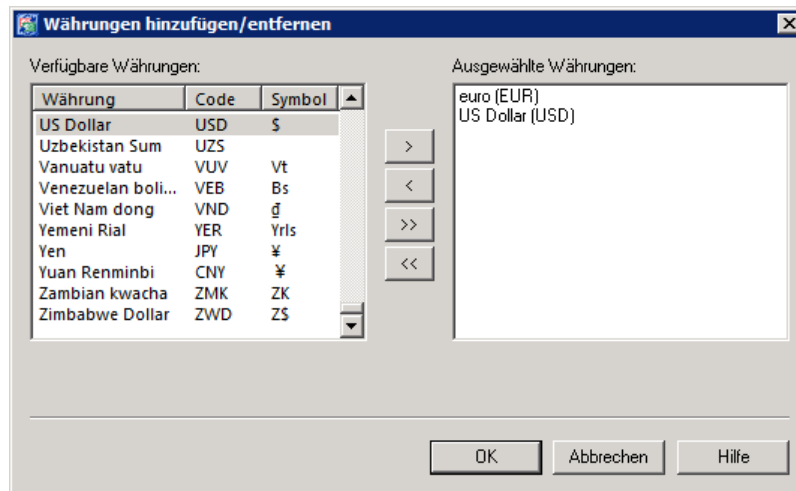 Währungen hinzufügen/entfernen
Verfügbare Währungen:
Währung Code Symbol
US Dollar USD $
Uzbekistan Sum UZS
Vanuatu vatu VUV Vt
Venezuelan boli... VEB Bs
Viet Nam dong VND ₫
Yemeni Rial YER Yrls
Yen JPY ¥
Yuan Renminbi CNY ¥
Zambian kwacha ZMK ZK
Zimbabwe Dollar ZWD Z$
>
<
>>
<<
Ausgewählte Währungen:
euro (EUR)
US Dollar (USD)
OK Abbrechen Hilfe